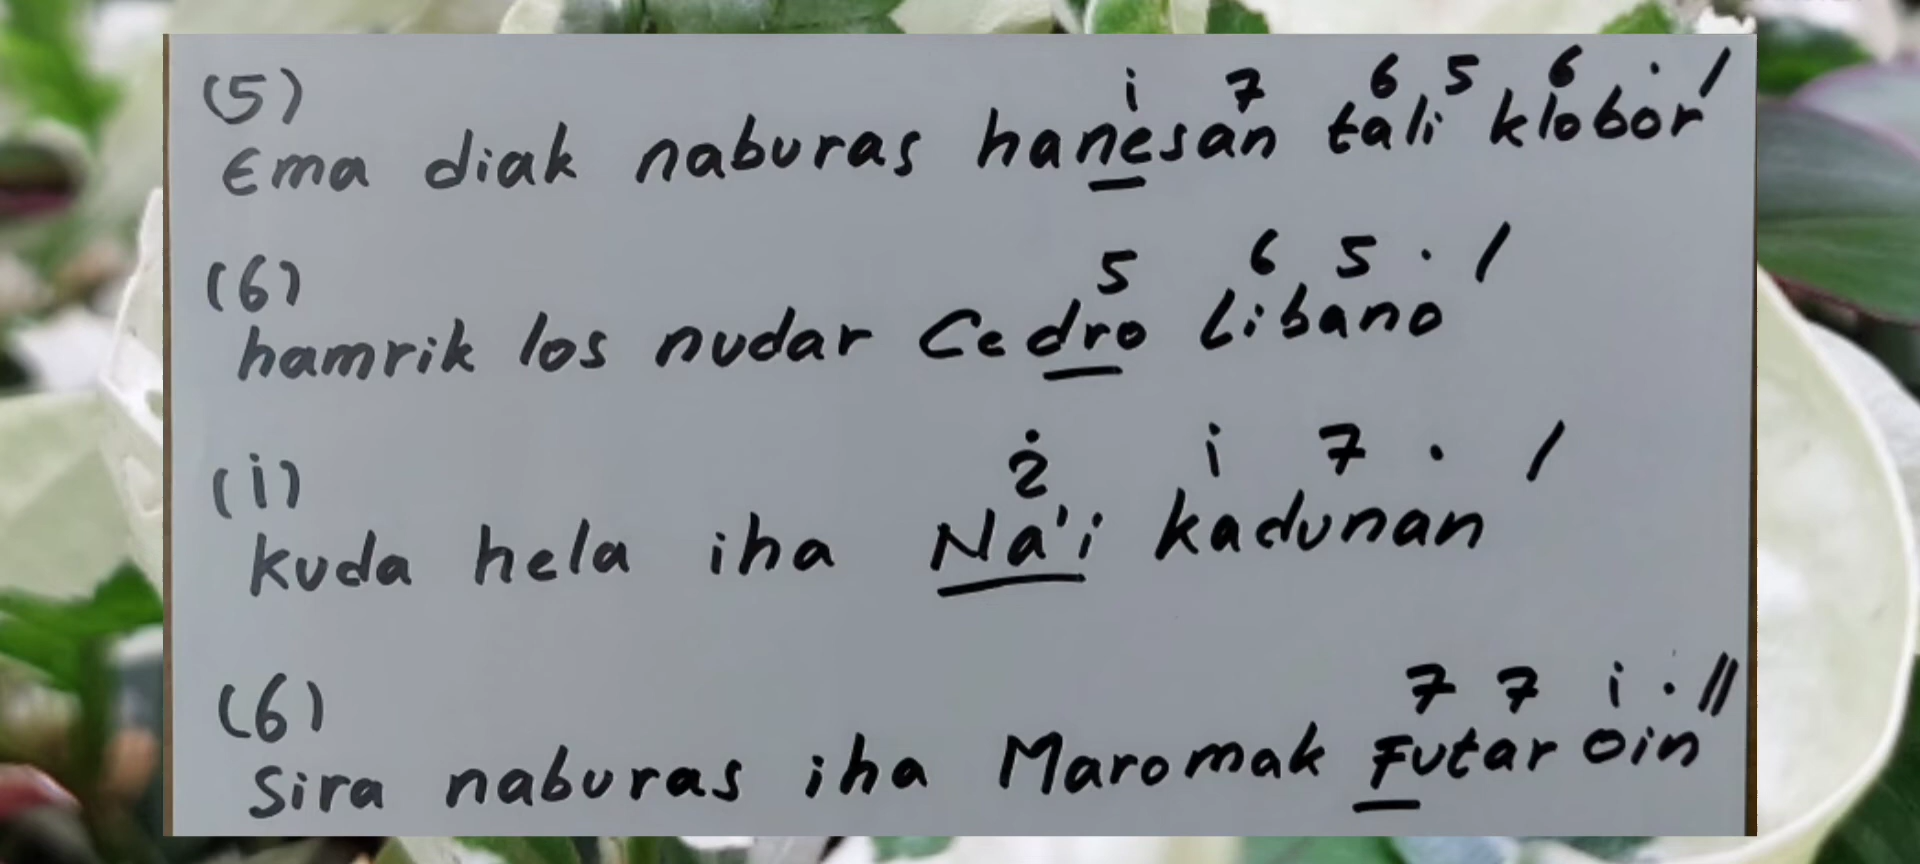 (5) i 7 6 5 6 . /
Ema diak naburas hanesan tali klobor
(6) 5 6 5 . /
hamrik los nudar Cedro Libano
(i) 2̇ i 7 . /
kuda hela iha Na'i kadunan
(6) 7 7 i . //
Sira naburas iha Maromak Futar oin